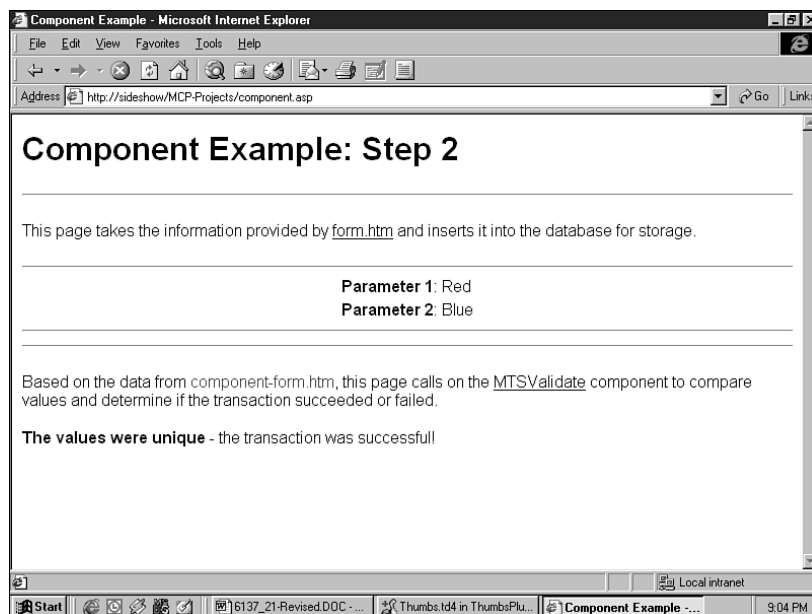 Component Example - Microsoft Internet Explorer
File Edit View Favorites Tools Help
Address http://sideshow/MCP-Projects/component.asp Go Links
Component Example: Step 2
This page takes the information provided by form.htm and inserts it into the database for storage.
Parameter 1: Red
Parameter 2: Blue
Based on the data from component-form.htm, this page calls on the MTSValidate component to compare
values and determine if the transaction succeeded or failed.
The values were unique - the transaction was successful!
Local intranet
Start 6137_21-Revised.DOC - ... Thumbs.td4 in ThumbsPlu... Component Example -... 9:04 PM